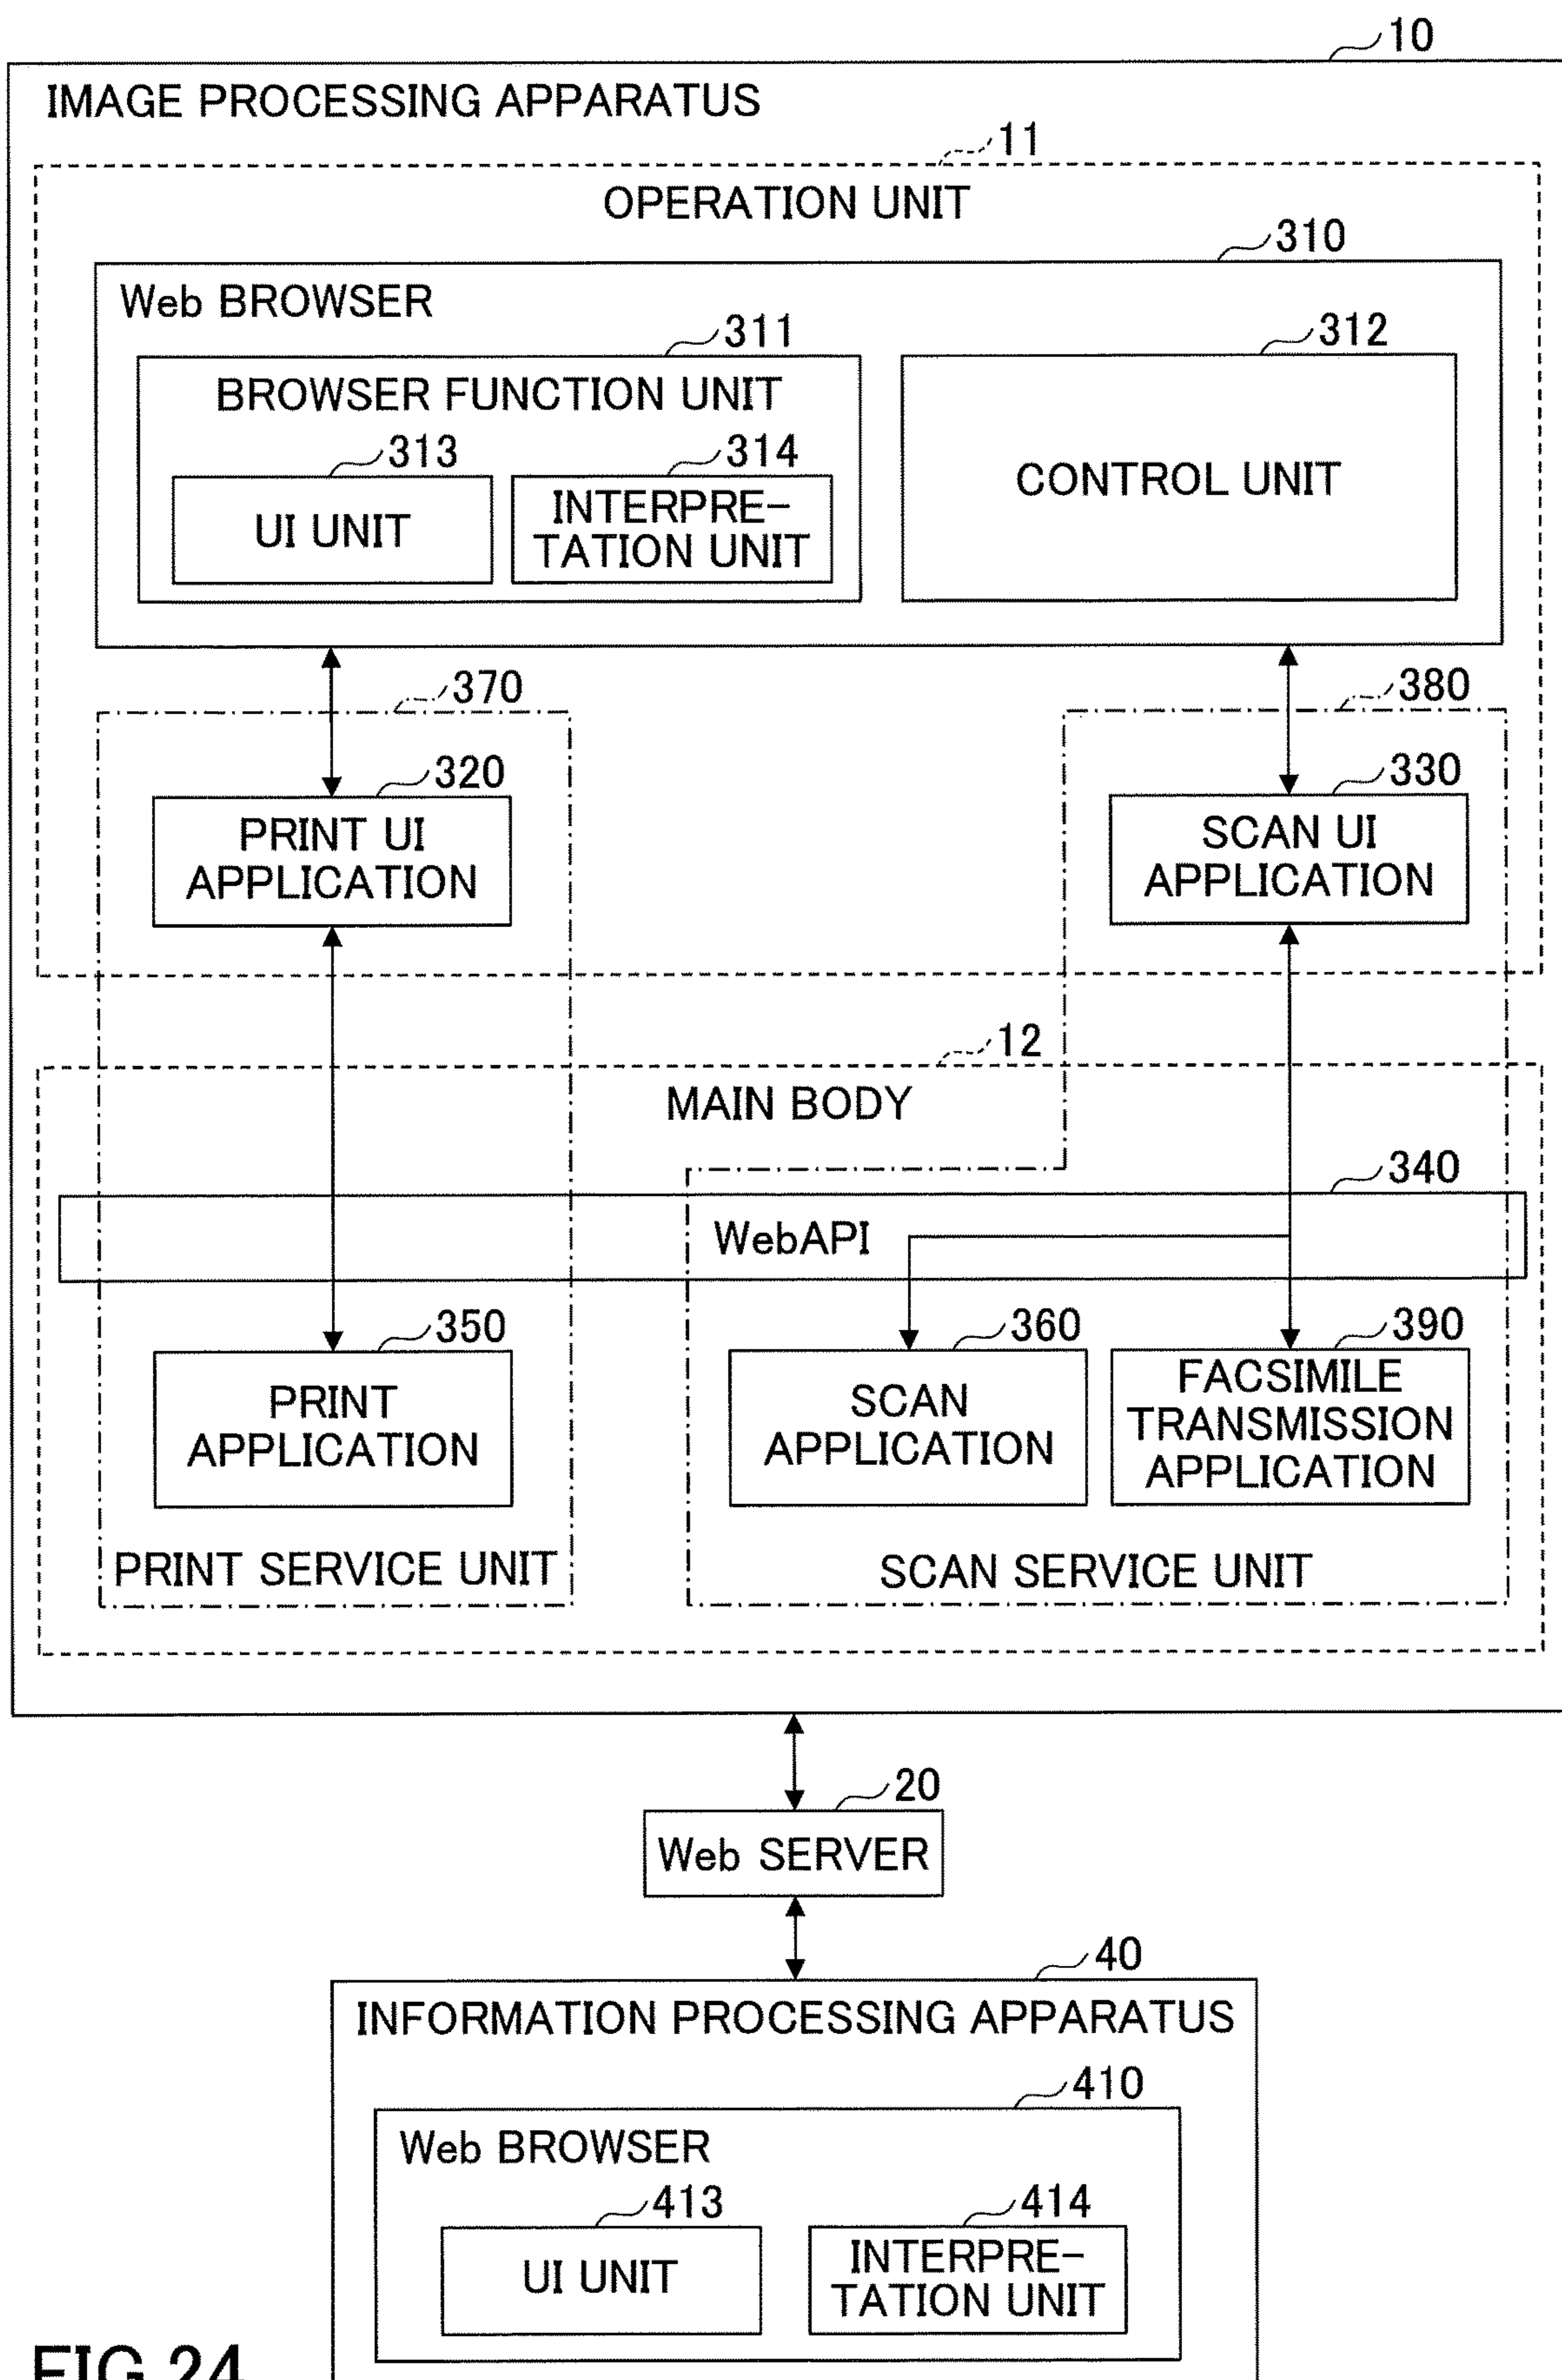 10
IMAGE PROCESSING APPARATUS
11
OPERATION UNIT
310
Web BROWSER
311
312
BROWSER FUNCTION UNIT
313
314
UI UNIT
INTERPRE-
TATION UNIT
CONTROL UNIT
370
380
320
330
PRINT UI
APPLICATION
SCAN UI
APPLICATION
12
MAIN BODY
340
WebAPI
350
360
390
PRINT
APPLICATION
SCAN
APPLICATION
FACSIMILE
TRANSMISSION
APPLICATION
PRINT SERVICE UNIT
SCAN SERVICE UNIT
20
Web SERVER
40
INFORMATION PROCESSING APPARATUS
410
Web BROWSER
413
414
UI UNIT
INTERPRE-
TATION UNIT
FIG.24